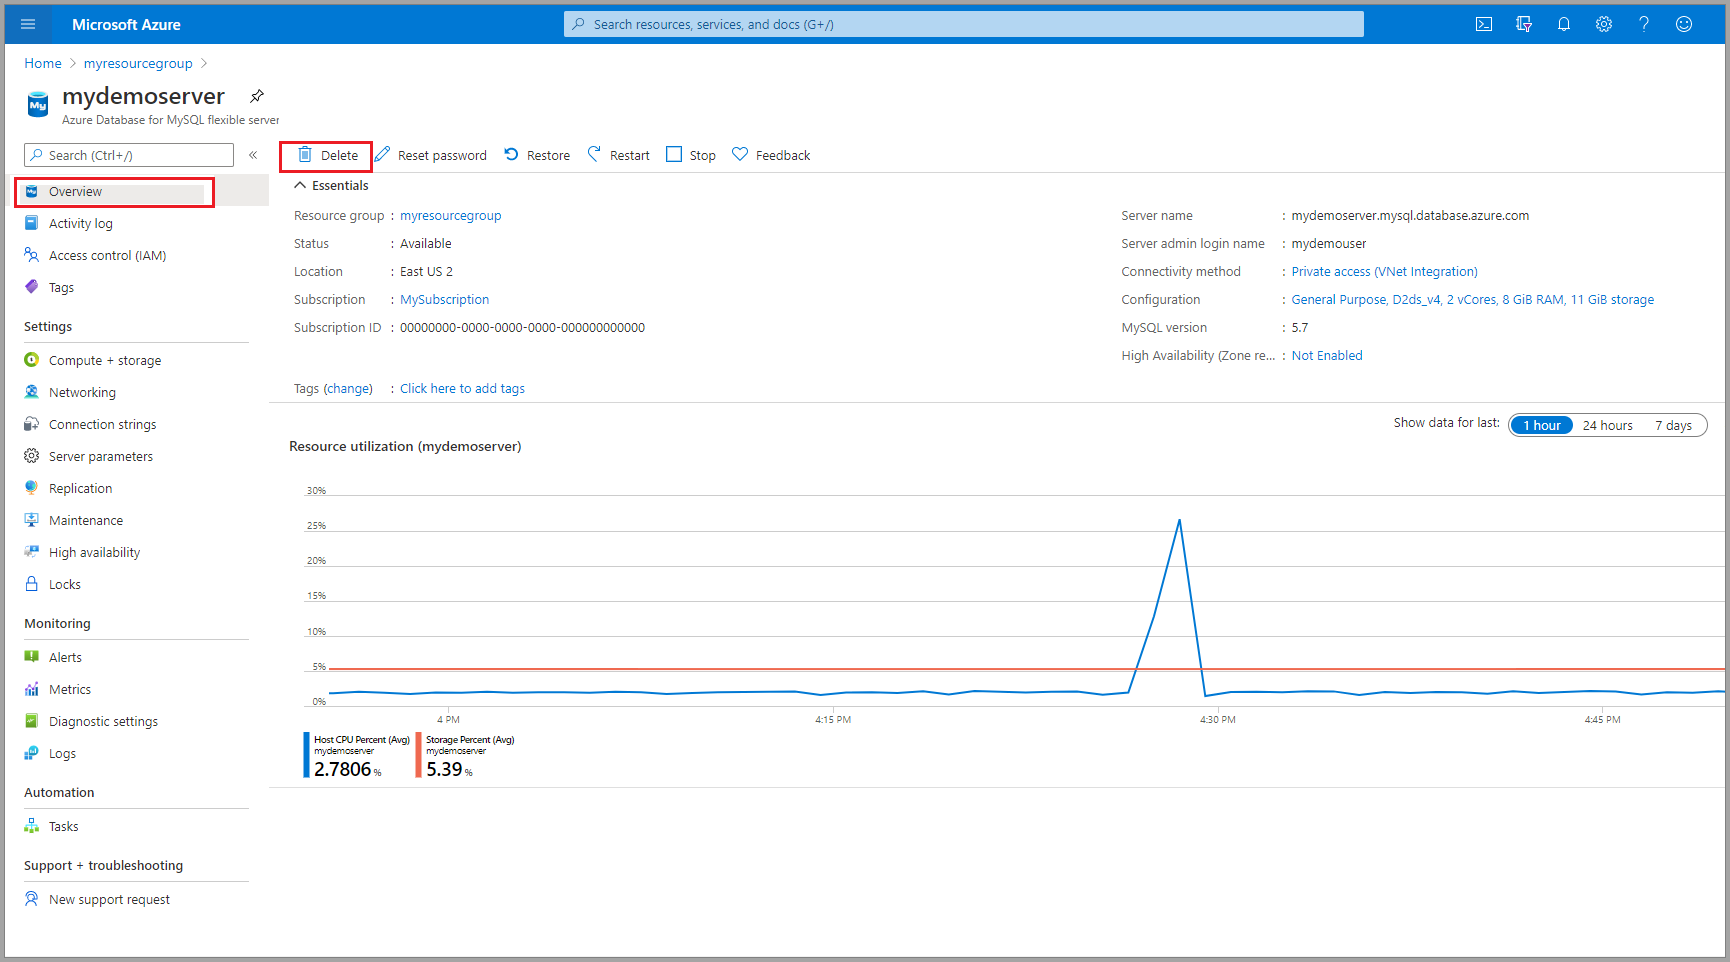 Microsoft Azure
Search resources, services, and docs (G+/)
Home > myresourcegroup >
mydemoserver
Azure Database for MySQL flexible server
Search (Ctrl+/)
«
Overview
Activity log
Access control (IAM)
Tags
Settings
Compute + storage
Networking
Connection strings
Server parameters
Replication
Maintenance
High availability
Locks
Monitoring
Alerts
Metrics
Diagnostic settings
Logs
Automation
Tasks
Support + troubleshooting
New support request
Delete Reset password Restore Restart Stop Feedback
Essentials
Resource group : myresourcegroup
Status : Available
Location : East US 2
Subscription : MySubscription
Subscription ID : 00000000-0000-0000-0000-000000000000
Tags (change) : Click here to add tags
Server name : mydemoserver.mysql.database.azure.com
Server admin login name : mydemouser
Connectivity method : Private access (VNet Integration)
Configuration : General Purpose, D2ds_v4, 2 vCores, 8 GiB RAM, 11 GiB storage
MySQL version : 5.7
High Availability (Zone re... : Not Enabled
Show data for last: 1 hour 24 hours 7 days
Resource utilization (mydemoserver)
30%
25%
20%
15%
10%
5%
0%
4 PM 4:15 PM 4:30 PM 4:45 PM
Host CPU Percent (Avg)
mydemoserver
2.7806 %
Storage Percent (Avg)
mydemoserver
5.39 %